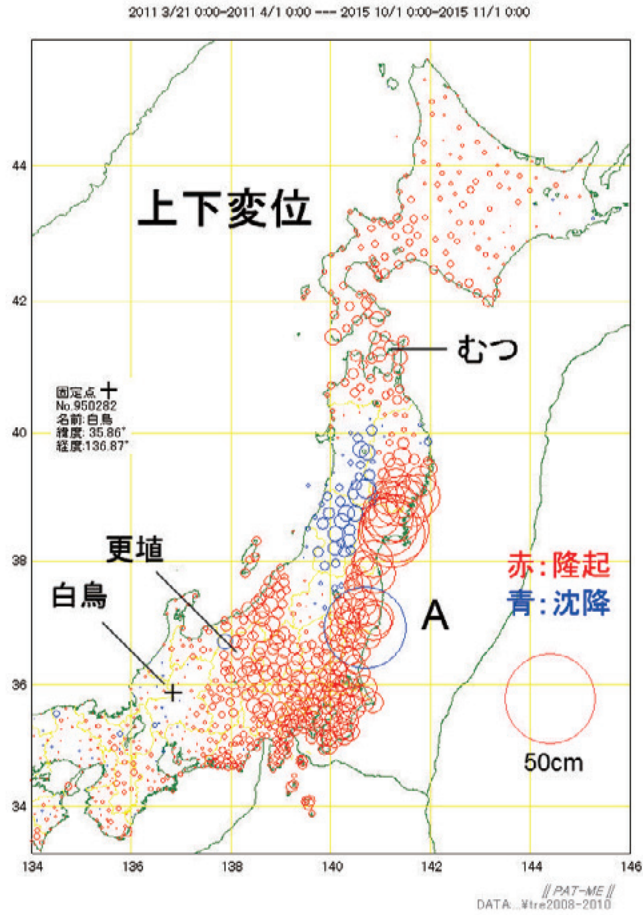 2011 3/21 0:00-2011 4/1 0:00 --- 2015 10/1 0:00-2015 11/1 0:00
44
上下変位
42
むつ
固定点
No.950282
名前:白鳥
緯度: 35.86°
経度:136.87°
40
更埴
38
赤:隆起
白鳥
青:沈降
A
36
50cm
34
134
136
138
140
142
144
146
// PAT-ME //
DATA...¥tre2008-2010